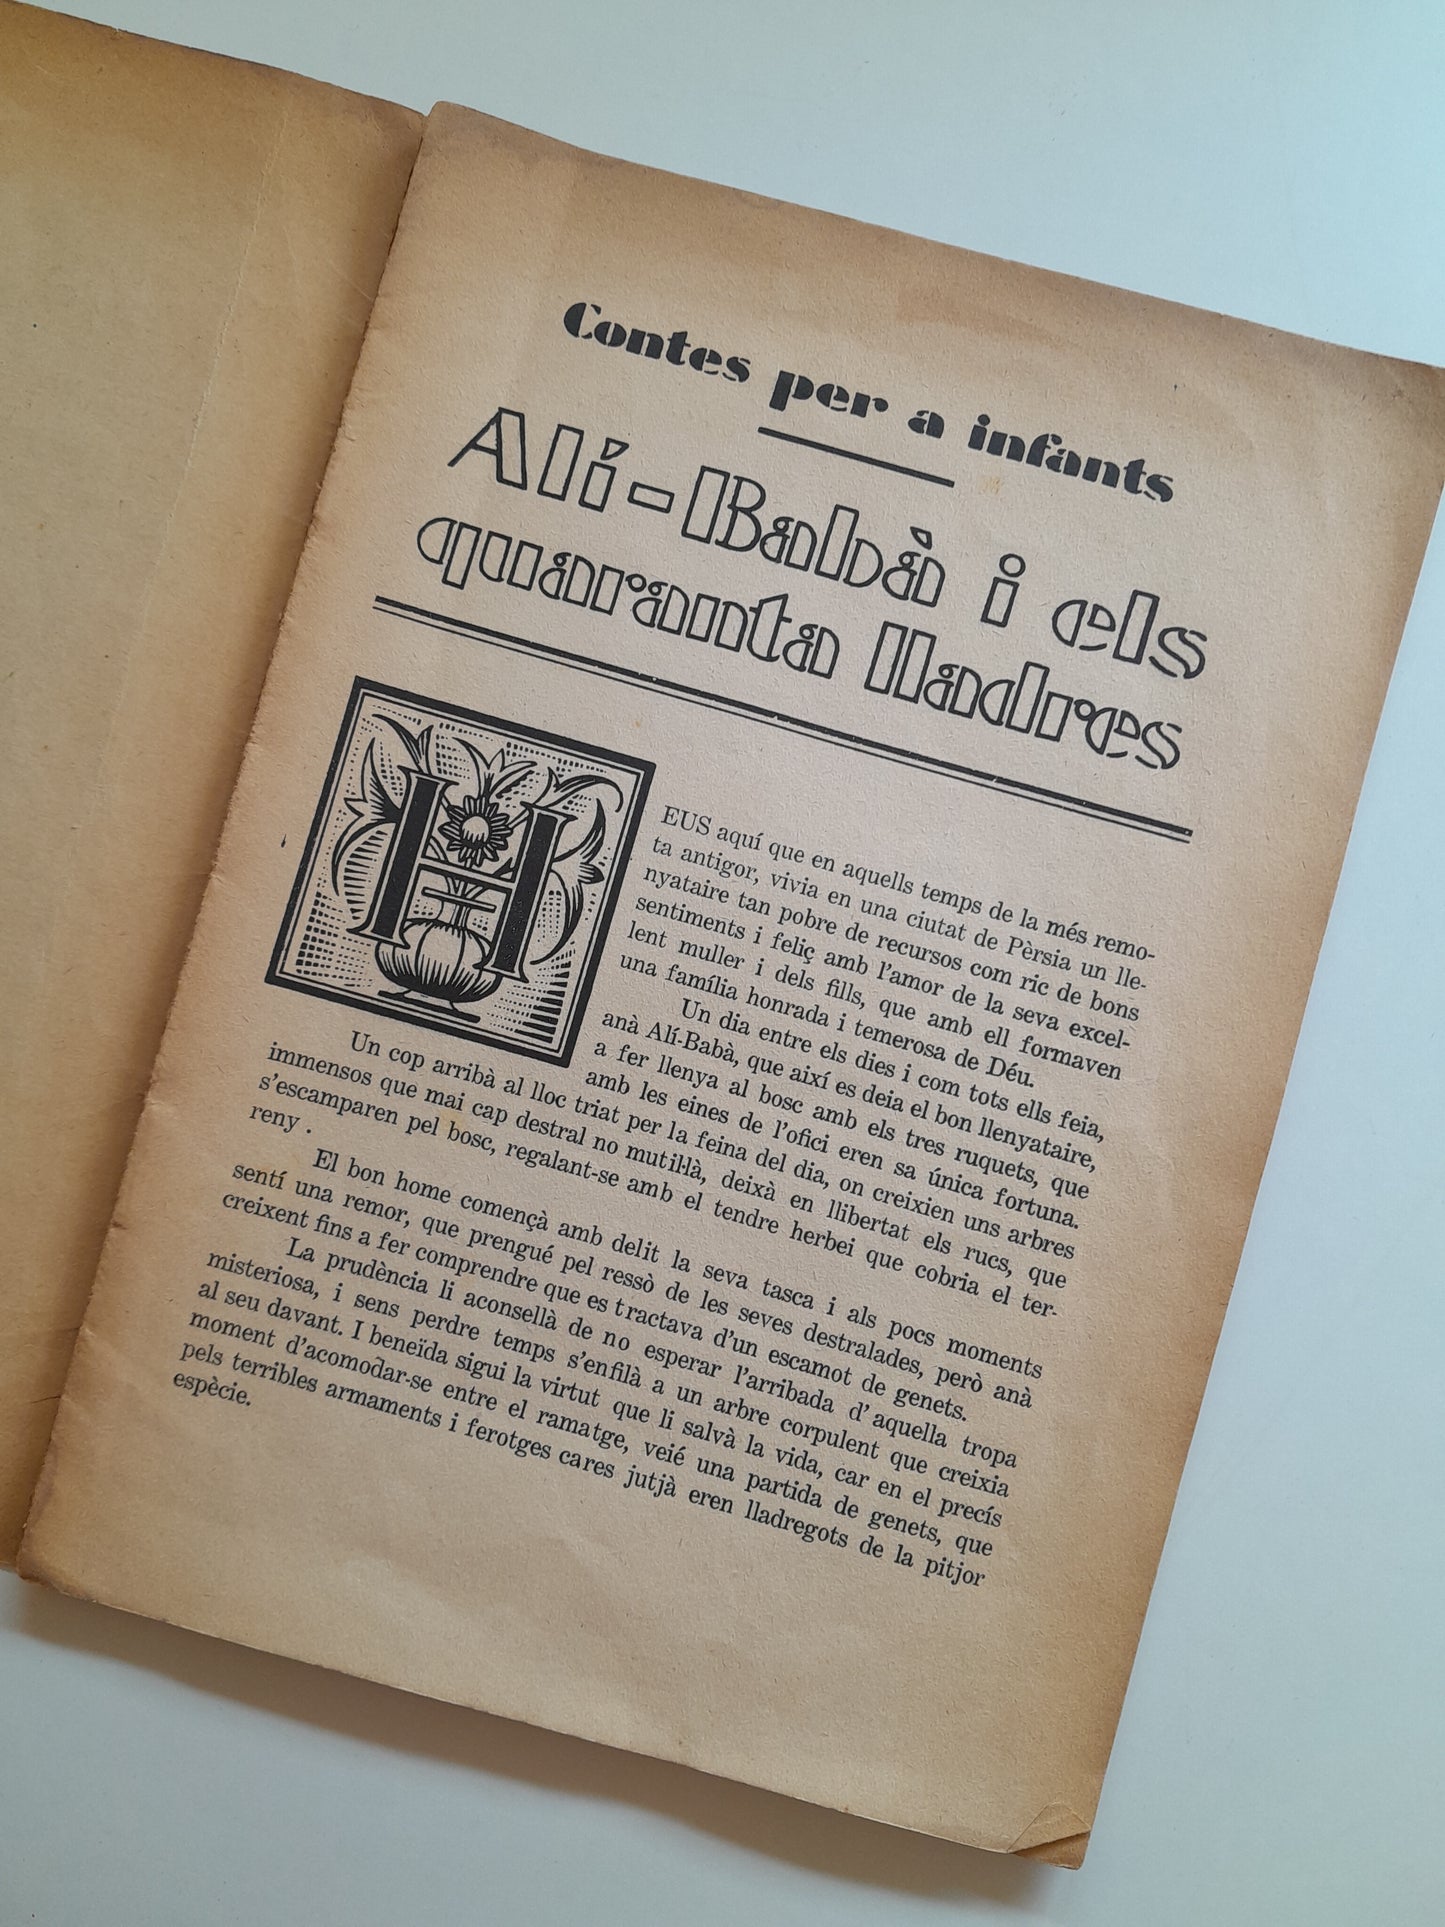 Contes per a infants
Alí-Babà i els
quaranta lladres
HEUS aquí que en aquells temps de la més remo-
ta antigor, vivia en una ciutat de Pèrsia un lle-
nyataire tan pobre de recursos com ric de bons
sentiments i feliç amb l'amor de la seva excel-
lent muller i dels fills, que amb ell formaven
una família honrada i temerosa de Déu.
Un dia entre els dies i com tots ells feia,
anà Alí-Babà, que així es deia el bon llenyataire,
a fer llenya al bosc amb els tres ruquets, que
amb les eines de l'ofici eren sa única fortuna.
Un cop arribà al lloc triat per la feina del dia, on creixien uns arbres
immensos que mai cap destral no mutil·là, deixà en llibertat els rucs, que
s'escamparen pel bosc, regalant-se amb el tendre herbei que cobria el ter-
reny .
El bon home començà amb delit la seva tasca i als pocs moments
sentí una remor, que prengué pel ressò de les seves destralades, però anà
creixent fins a fer comprendre que es tractava d'un escamot de genets.
La prudència li aconsellà de no esperar l'arribada d'aquella tropa
misteriosa, i sens perdre temps s'enfilà a un arbre corpulent que creixia
al seu davant. I beneïda sigui la virtut que li salvà la vida, car en el precís
moment d'acomodar-se entre el ramatge, veié una partida de genets, que
pels terribles armaments i ferotges cares jutjà eren lladregots de la pitjor
espècie.